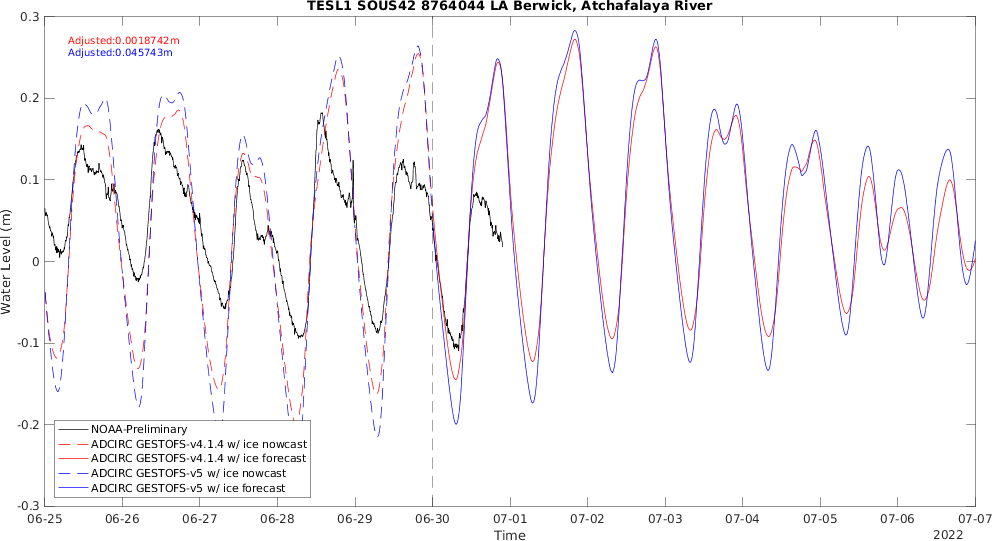 TESL1 SOUS42 8764044 LA Berwick, Atchafalaya River
Adjusted:0.0018742m
Adjusted:0.045743m
Water Level (m)
0.3
0.2
0.1
0
-0.1
-0.2
-0.3
NOAA-Preliminary
ADCIRC GESTOFS-v4.1.4 w/ ice nowcast
ADCIRC GESTOFS-v4.1.4 w/ ice forecast
ADCIRC GESTOFS-v5 w/ ice nowcast
ADCIRC GESTOFS-v5 w/ ice forecast
06-25 06-26 06-27 06-28 06-29 06-30 07-01 07-02 07-03 07-04 07-05 07-06 07-07
Time
2022